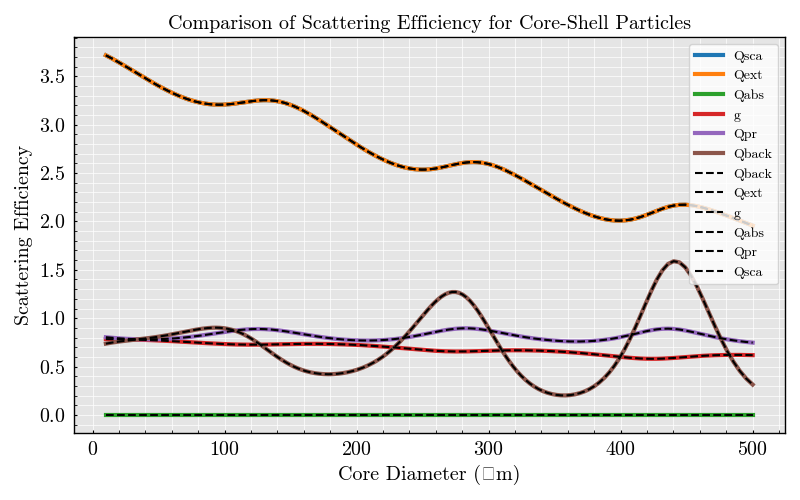 Comparison of Scattering Efficiency for Core-Shell Particles
Scattering Efficiency
3.5
3.0
2.5
2.0
1.5
1.0
0.5
0.0
Qsca
Qext
Qabs
g
Qpr
Qback
Qback
Qext
g
Qabs
Qpr
Qsca
0 100 200 300 400 500
Core Diameter (□m)